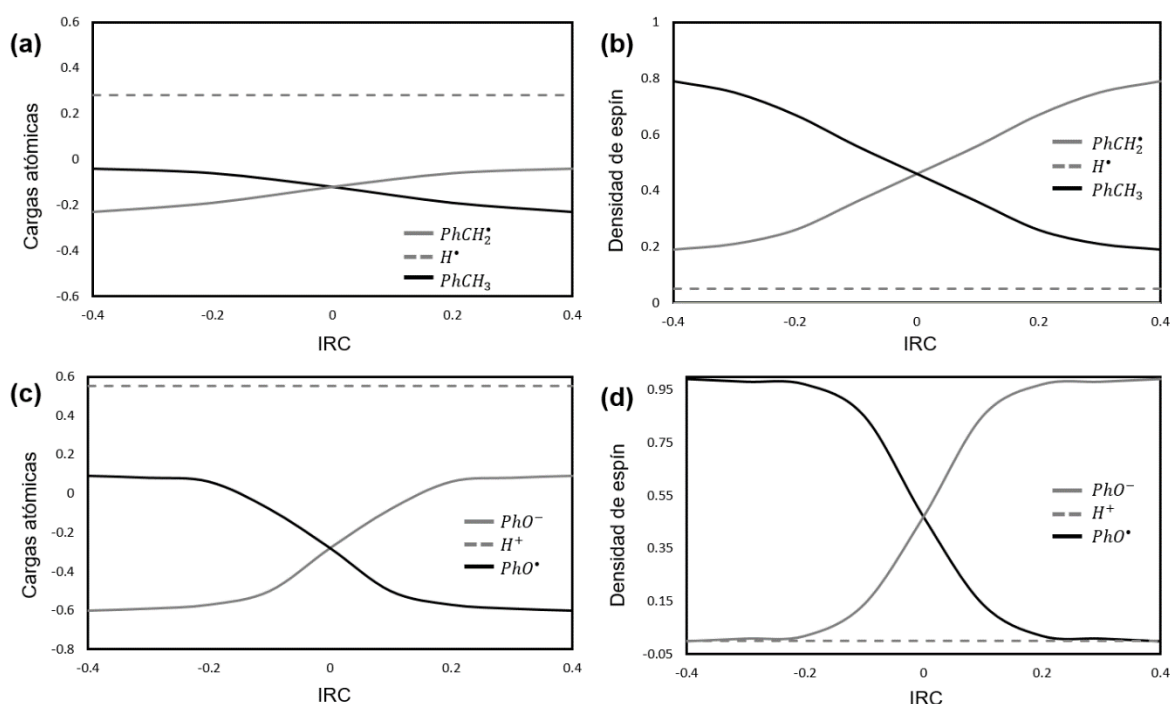 (a)
Cargas atómicas
0.6
0.4
0.2
0
-0.2
-0.4
-0.6
-0.4
-0.2
0
0.2
0.4
IRC
PhCH₂•
H•
PhCH₃
(b)
Densidad de espín
1
0.8
0.6
0.4
0.2
0
-0.4
-0.2
0
0.2
0.4
IRC
PhCH₂•
H•
PhCH₃
(c)
Cargas atómicas
0.6
0.4
0.2
0
-0.2
-0.4
-0.6
-0.8
-0.4
-0.2
0
0.2
0.4
IRC
PhO⁻
H⁺
PhO•
(d)
Densidad de espín
0.95
0.75
0.55
0.35
0.15
-0.05
-0.4
-0.2
0
0.2
0.4
IRC
PhO⁻
H⁺
PhO•